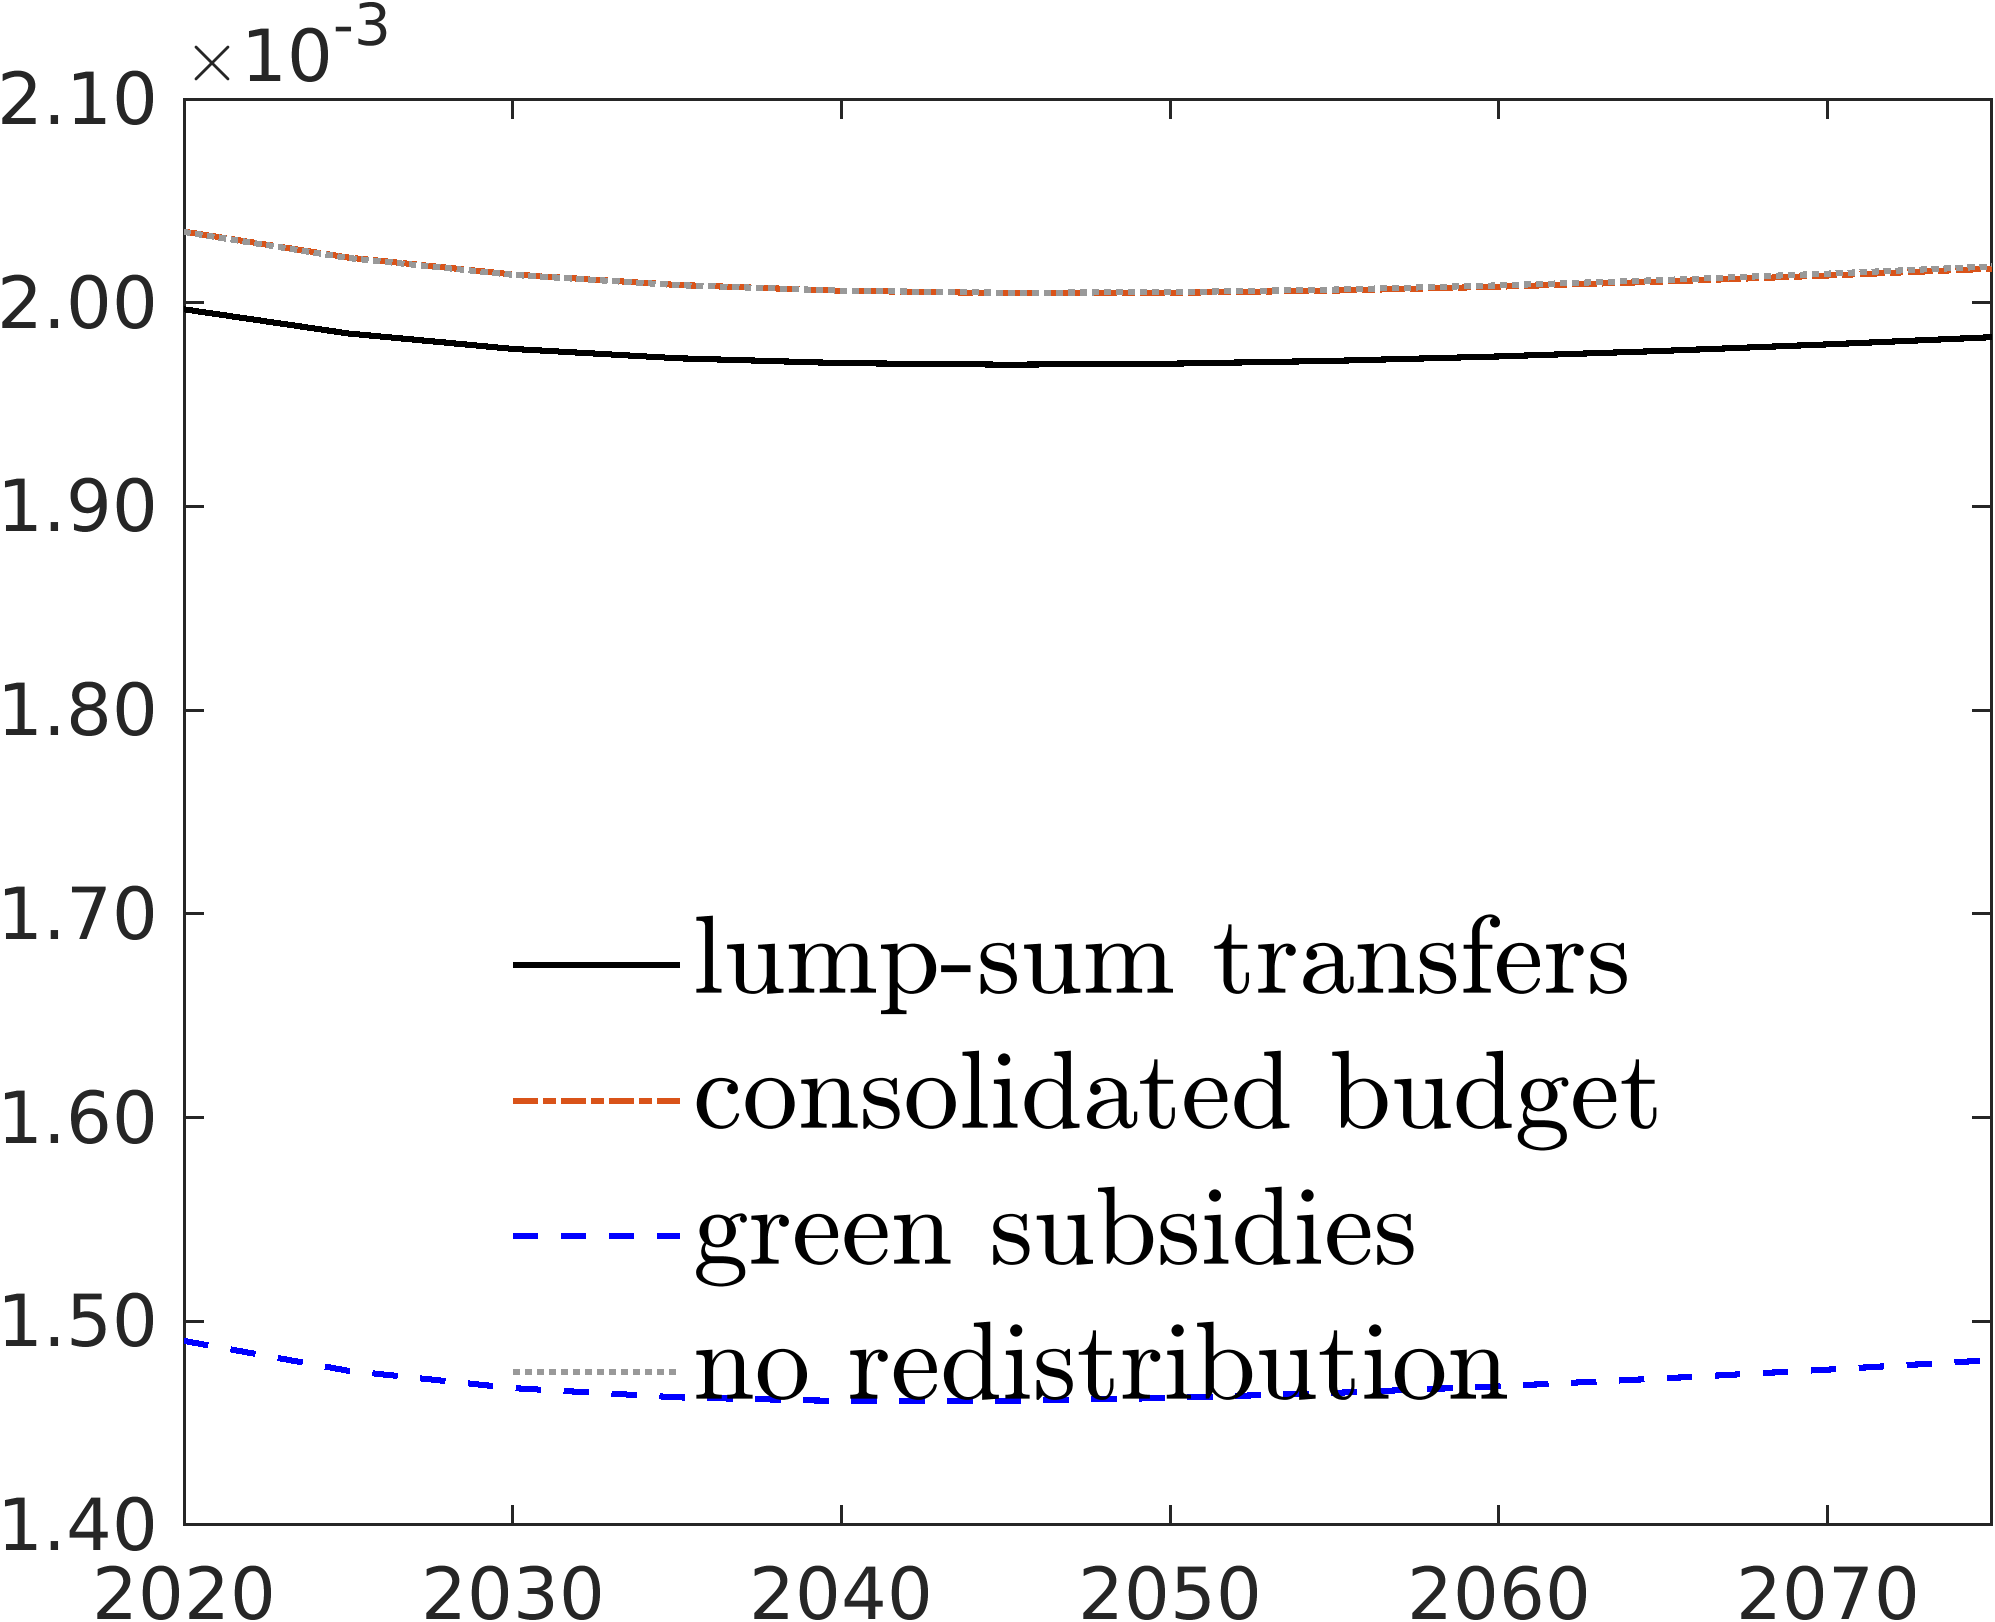 ×10-3
2.10
2.00
1.90
1.80
1.70
1.60
1.50
1.40
lump-sum transfers
consolidated budget
green subsidies
no redistribution
2020 2030 2040 2050 2060 2070